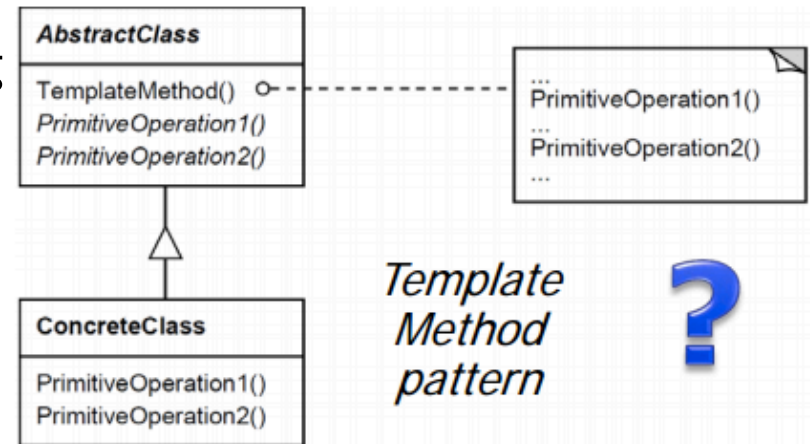 AbstractClass
TemplateMethod()
PrimitiveOperation1()
PrimitiveOperation2()
...
PrimitiveOperation1()
...
PrimitiveOperation2()
...
ConcreteClass
PrimitiveOperation1()
PrimitiveOperation2()
Template
Method
pattern
?